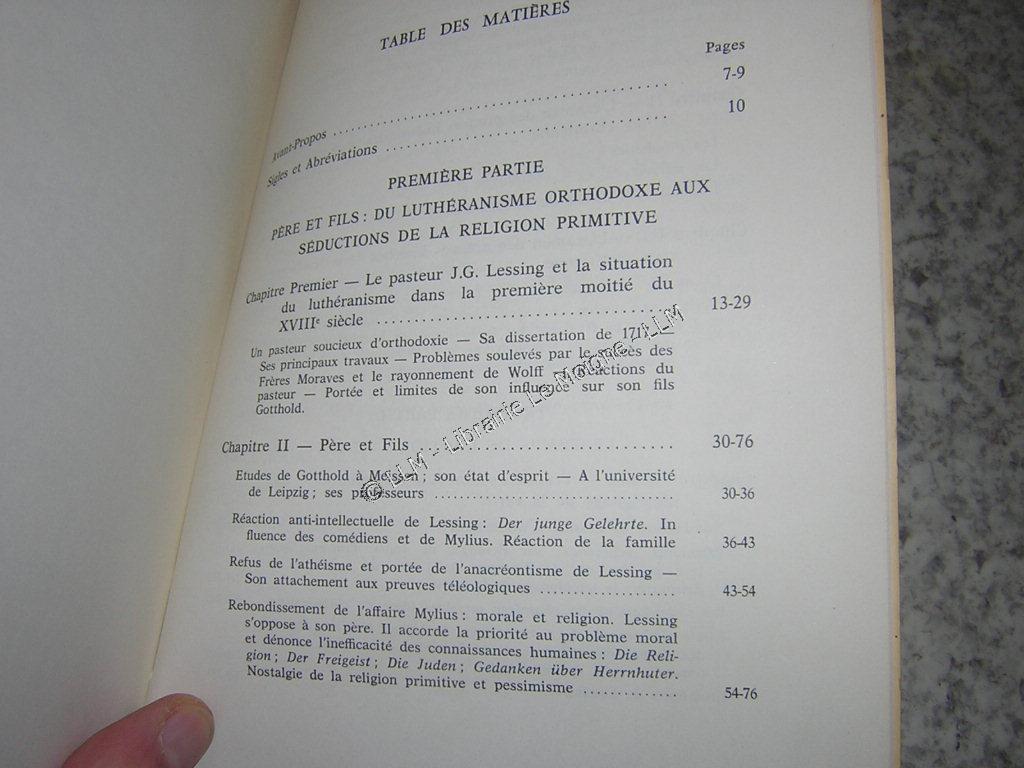 TABLE DES MATIÈRES
Pages
Avant-Propos ........................................ 7-9
Sigles et Abréviations ........................................ 10
PREMIÈRE PARTIE
PÈRE ET FILS : DU LUTHÉRANISME ORTHODOXE AUX
SÉDUCTIONS DE LA RELIGION PRIMITIVE
Chapitre Premier — Le pasteur J.G. Lessing et la situation
du luthéranisme dans la première moitié du
XVIIIe siècle ........................................ 13-29
Un pasteur soucieux d'orthodoxie — Sa dissertation de 1717 —
Ses principaux travaux — Problèmes soulevés par le succès des
Frères Moraves et le rayonnement de Wolff — Réactions du
pasteur — Portée et limites de son influence sur son fils
Gotthold.
Chapitre II — Père et Fils ........................................ 30-76
Etudes de Gotthold à Meissen ; son état d'esprit — A l'université
de Leipzig ; ses professeurs ........................................ 30-36
Réaction anti-intellectuelle de Lessing : Der junge Gelehrte. In
fluence des comédiens et de Mylius. Réaction de la famille 36-43
Refus de l'athéisme et portée de l'anacréontisme de Lessing —
Son attachement aux preuves téléologiques .................... 43-54
Rebondissement de l'affaire Mylius : morale et religion. Lessing
s'oppose à son père. Il accorde la priorité au problème moral
et dénonce l'inefficacité des connaissances humaines : Die Reli-
gion ; Der Freigeist ; Die Juden ; Gedanken über Herrnhuter.
Nostalgie de la religion primitive et pessimisme .............. 54-76
© LLM - Librairie Le Moigne - LLM